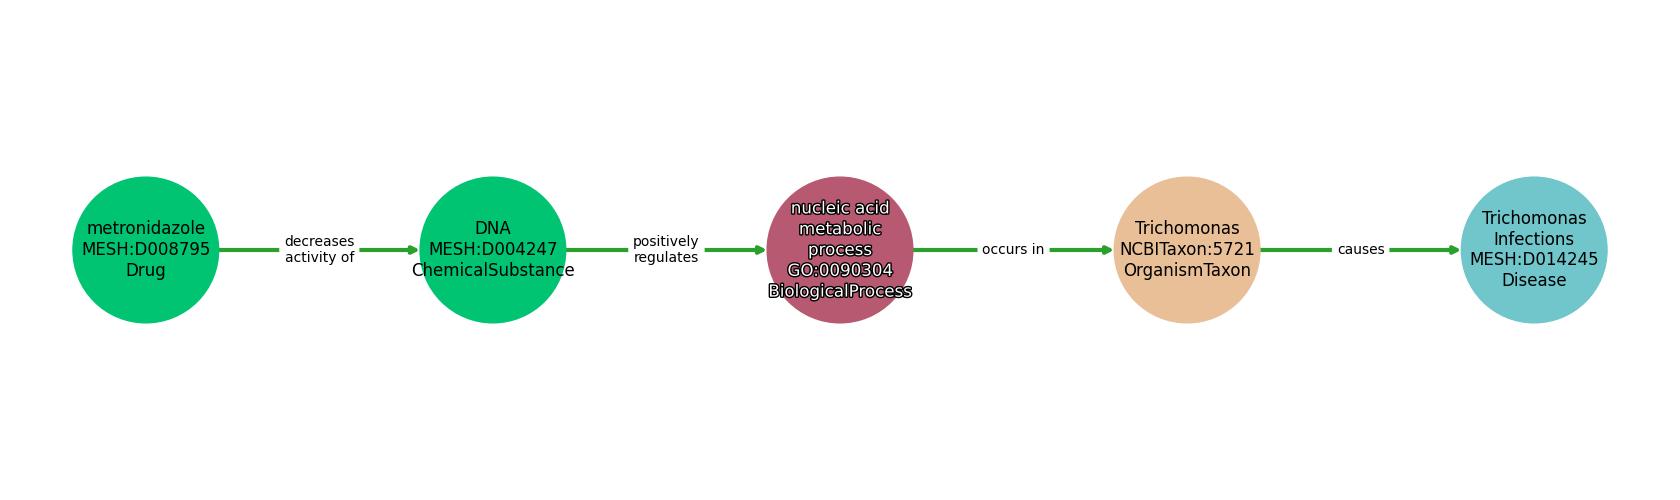 metronidazole
MESH:D008795
Drug
decreases
activity of
DNA
MESH:D004247
ChemicalSubstance
positively
regulates
nucleic acid
metabolic
process
GO:0090304
BiologicalProcess
occurs in
Trichomonas
NCBITaxon:5721
OrganismTaxon
causes
Trichomonas
Infections
MESH:D014245
Disease